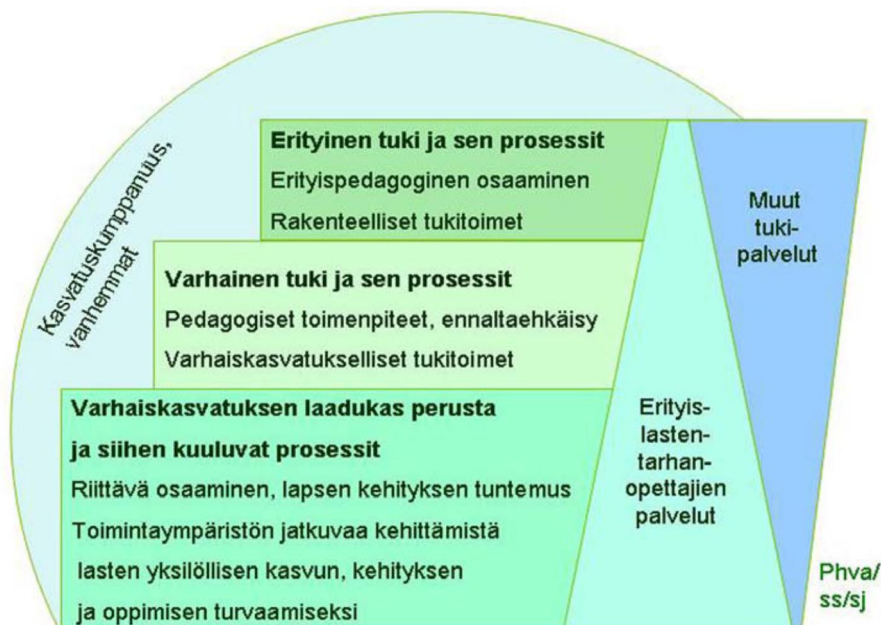 Kasvatuskumppanuus,
vanhemmat
Erityinen tuki ja sen prosessit
Erityispedagoginen osaaminen
Rakenteelliset tukitoimet
Varhainen tuki ja sen prosessit
Pedagogiset toimenpiteet, ennaltaehkäisy
Varhaiskasvatukselliset tukitoimet
Varhaiskasvatuksen laadukas perusta
ja siihen kuuluvat prosessit
Riittävä osaaminen, lapsen kehityksen tuntemus
Toimintaympäristön jatkuvaa kehittämistä
lasten yksilöllisen kasvun, kehityksen
ja oppimisen turvaamiseksi
Erityis-
lasten-
tarhan-
opettajien
palvelut
Muut
tuki-
palvelut
Phva/
ss/sj